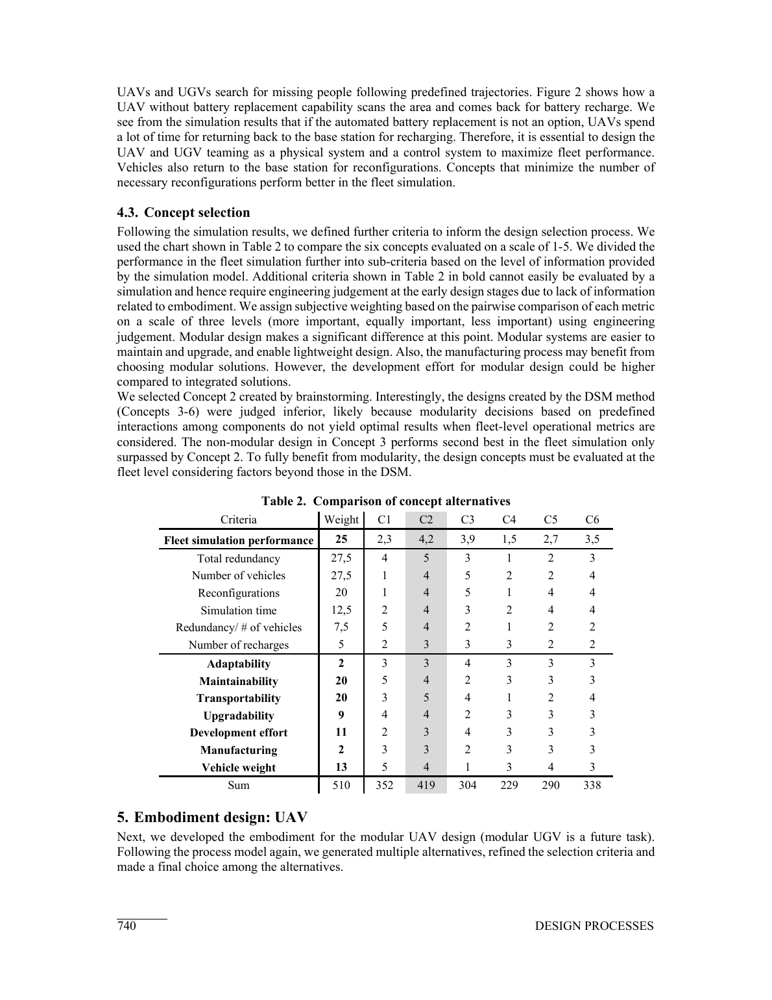 UAVs and UGVs search for missing people following predefined trajectories. Figure 2 shows how a
UAV without battery replacement capability scans the area and comes back for battery recharge. We
see from the simulation results that if the automated battery replacement is not an option, UAVs spend
a lot of time for returning back to the base station for recharging. Therefore, it is essential to design the
UAV and UGV teaming as a physical system and a control system to maximize fleet performance.
Vehicles also return to the base station for reconfigurations. Concepts that minimize the number of
necessary reconfigurations perform better in the fleet simulation.
4.3. Concept selection
Following the simulation results, we defined further criteria to inform the design selection process. We
used the chart shown in Table 2 to compare the six concepts evaluated on a scale of 1-5. We divided the
performance in the fleet simulation further into sub-criteria based on the level of information provided
by the simulation model. Additional criteria shown in Table 2 in bold cannot easily be evaluated by a
simulation and hence require engineering judgement at the early design stages due to lack of information
related to embodiment. We assign subjective weighting based on the pairwise comparison of each metric
on a scale of three levels (more important, equally important, less important) using engineering
judgement. Modular design makes a significant difference at this point. Modular systems are easier to
maintain and upgrade, and enable lightweight design. Also, the manufacturing process may benefit from
choosing modular solutions. However, the development effort for modular design could be higher
compared to integrated solutions.
We selected Concept 2 created by brainstorming. Interestingly, the designs created by the DSM method
(Concepts 3-6) were judged inferior, likely because modularity decisions based on predefined
interactions among components do not yield optimal results when fleet-level operational metrics are
considered. The non-modular design in Concept 3 performs second best in the fleet simulation only
surpassed by Concept 2. To fully benefit from modularity, the design concepts must be evaluated at the
fleet level considering factors beyond those in the DSM.
Table 2. Comparison of concept alternatives
Criteria Weight C1 C2 C3 C4 C5 C6
Fleet simulation performance 25 2,3 4,2 3,9 1,5 2,7 3,5
Total redundancy 27,5 4 5 3 1 2 3
Number of vehicles 27,5 1 4 5 2 2 4
Reconfigurations 20 1 4 5 1 4 4
Simulation time 12,5 2 4 3 2 4 4
Redundancy/ # of vehicles 7,5 5 4 2 1 2 2
Number of recharges 5 2 3 3 3 2 2
Adaptability 2 3 3 4 3 3 3
Maintainability 20 5 4 2 3 3 3
Transportability 20 3 5 4 1 2 4
Upgradability 9 4 4 2 3 3 3
Development effort 11 2 3 4 3 3 3
Manufacturing 2 3 3 2 3 3 3
Vehicle weight 13 5 4 1 3 4 3
Sum 510 352 419 304 229 290 338
5. Embodiment design: UAV
Next, we developed the embodiment for the modular UAV design (modular UGV is a future task).
Following the process model again, we generated multiple alternatives, refined the selection criteria and
made a final choice among the alternatives.
740 DESIGN PROCESSES